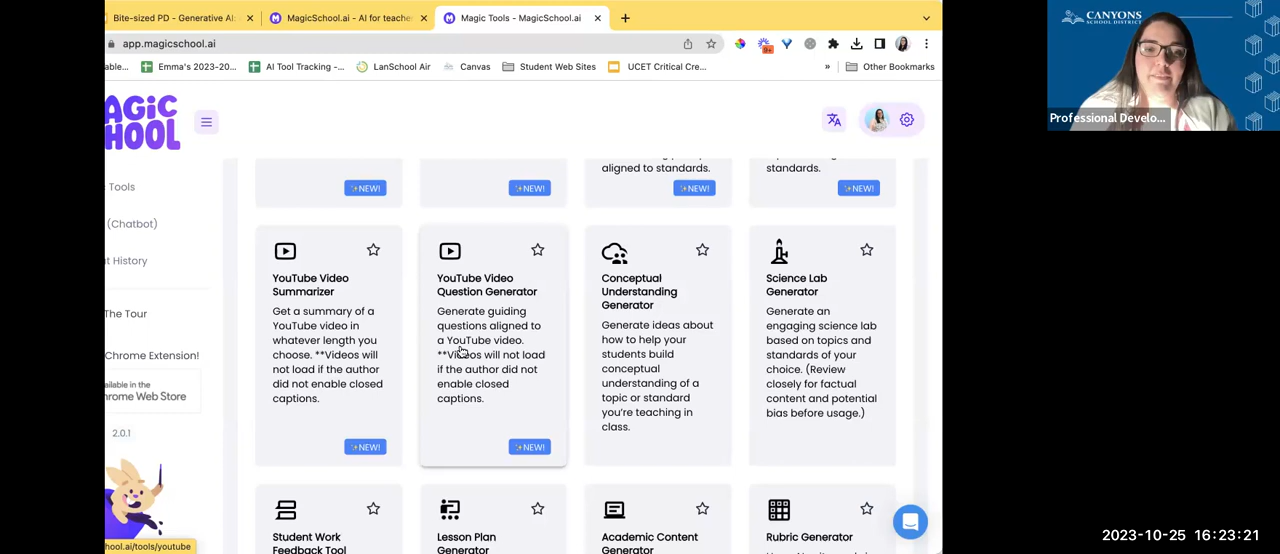 Bite-sized PD - Generative AI:
MagicSchool.ai - AI for teache
Magic Tools - MagicSchool.ai
app.magicschool.ai
9+
able...
Emma's 2023-20...
AI Tool Tracking -...
LanSchool Air
Canvas
Student Web Sites
UCET Critical Cre...
»
Other Bookmarks
CANYONS
SCHOOL DISTRICT
Professional Develo...
AGIC
HOOL
Tools
(Chatbot)
t History
The Tour
Chrome Extension!
ailable in the
hrome Web Store
2.0.1
hool.ai/tools/youtube
NEW!
NEW!
aligned to standards.
NEW!
standards.
NEW!
YouTube Video
Summarizer
Get a summary of a
YouTube video in
whatever length you
choose. **Videos will
not load if the author
did not enable closed
captions.
NEW!
YouTube Video
Question Generator
Generate guiding
questions aligned to
a YouTube video.
**Videos will not load
if the author did not
enable closed
captions.
NEW!
Conceptual
Understanding
Generator
Generate ideas about
how to help your
students build
conceptual
understanding of a
topic or standard
you're teaching in
class.
Science Lab
Generator
Generate an
engaging science lab
based on topics and
standards of your
choice. (Review
closely for factual
content and potential
bias before usage.)
Student Work
Feedback Tool
Lesson Plan
Generator
Academic Content
Generator
Rubric Generator
2023-10-25 16:23:21